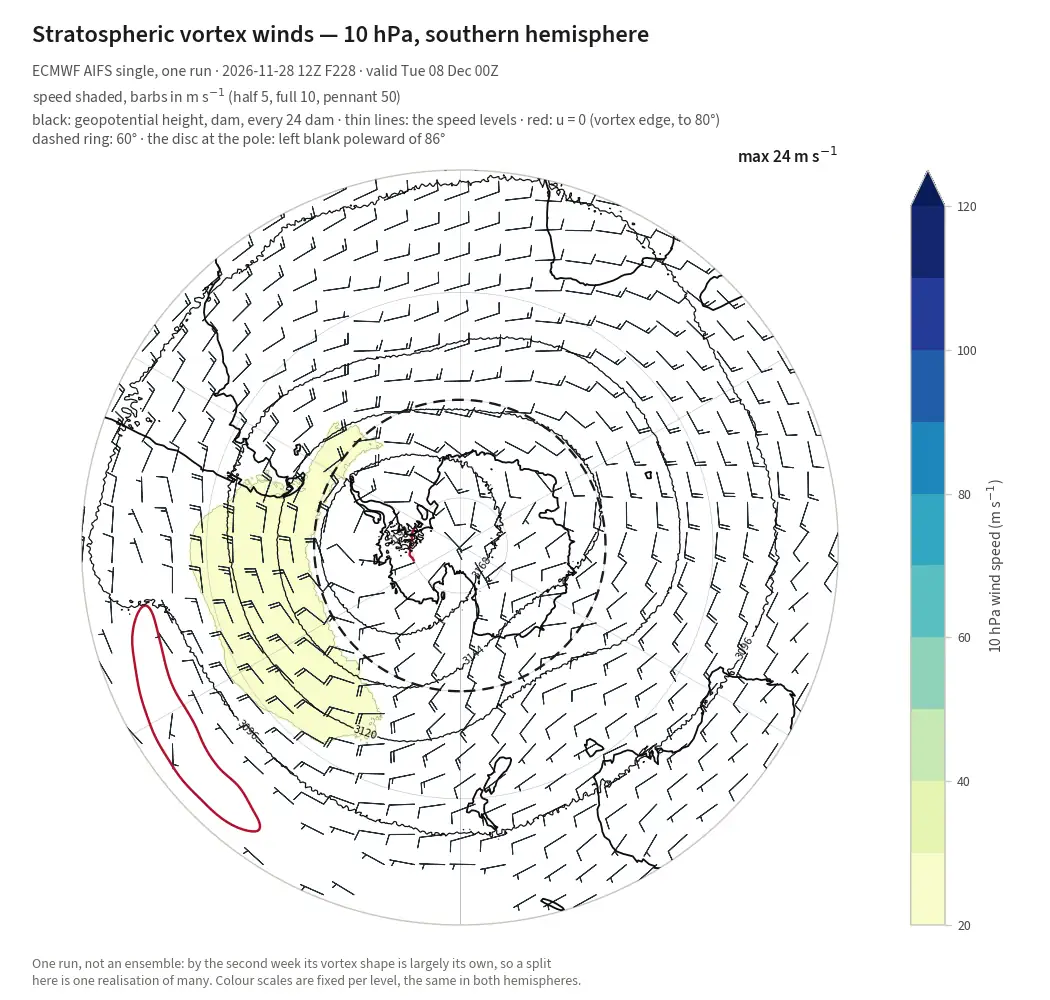 Stratospheric vortex winds — 10 hPa, southern hemisphere
ECMWF AIFS single, one run · 2026-11-28 12Z F228 · valid Tue 08 Dec 00Z
speed shaded, barbs in m s⁻¹ (half 5, full 10, pennant 50)
black: geopotential height, dam, every 24 dam · thin lines: the speed levels · red: u = 0 (vortex edge, to 80°)
dashed ring: 60° · the disc at the pole: left blank poleward of 86°
max 24 m s⁻¹
120
100
80
60
40
20
10 hPa wind speed (m s⁻¹)
3144
3096
3096
3120
One run, not an ensemble: by the second week its vortex shape is largely its own, so a split
here is one realisation of many. Colour scales are fixed per level, the same in both hemispheres.